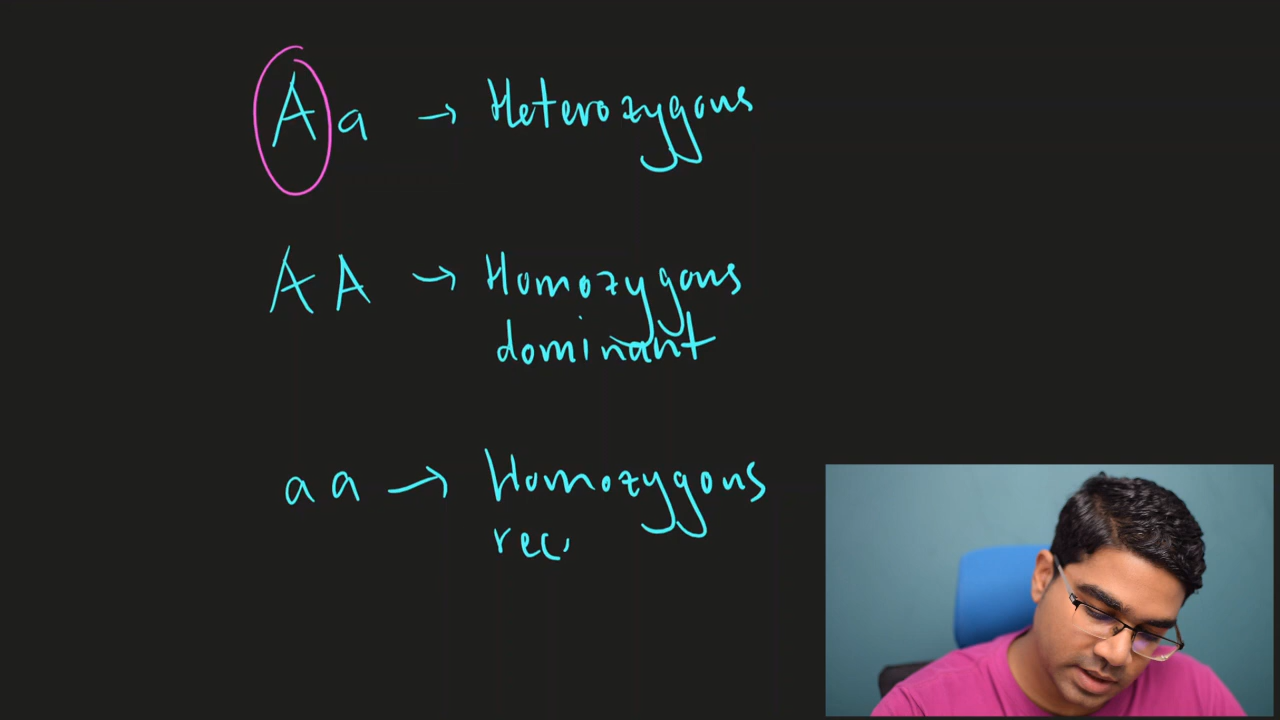 Aa → Heterozygous
AA → Homozygous
dominant
aa → Homozygous
rec